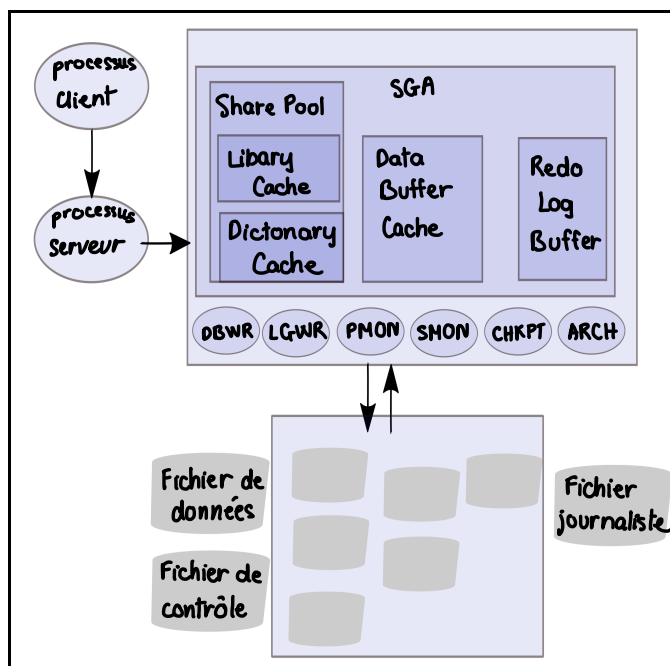 processus
Client
processus
Serveur
SGA
Share Pool
Libary
Cache
Dictonary
Cache
Data
Buffer
Cache
Redo
Log
Buffer
DBWR
LGWR
PMON
SMON
CHKPT
ARCH
Fichier de
données
Fichier de
contrôle
Fichier
journaliste